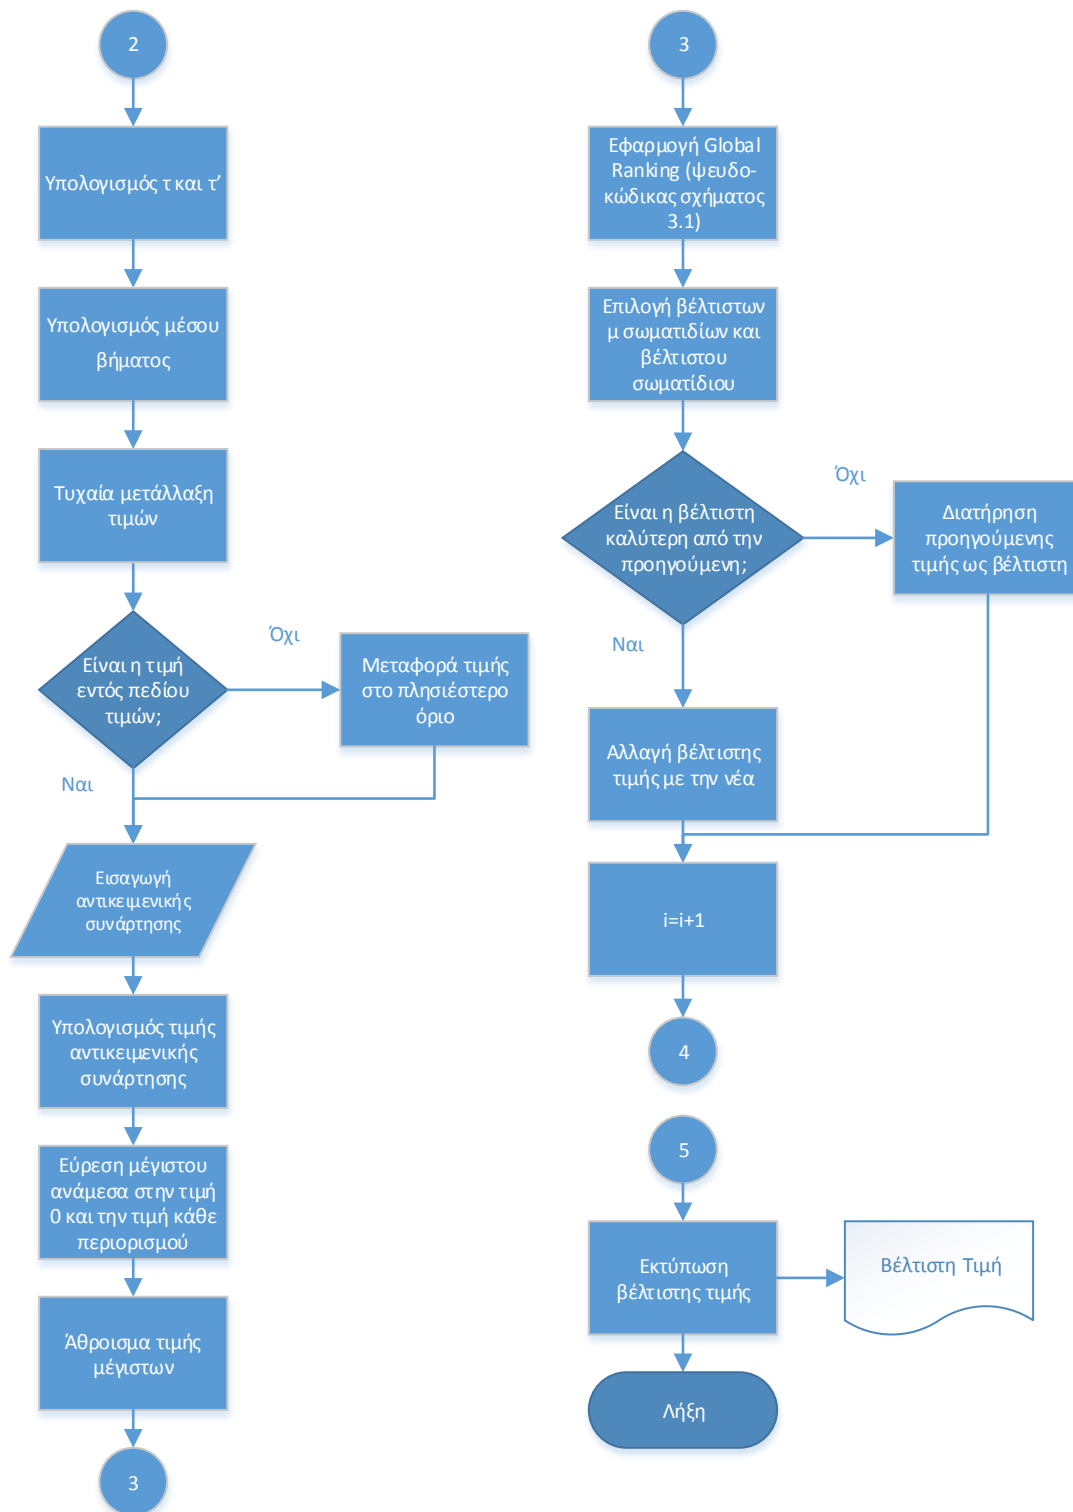 2
Υπολογισμός τ και τ’
Υπολογισμός μέσου
βήματος
Τυχαία μετάλλαξη
τιμών
Είναι η τιμή
εντός πεδίου
τιμών;
Όχι
Μεταφορά τιμής
στο πλησιέστερο
όριο
Ναι
Εισαγωγή
αντικειμενικής
συνάρτησης
Υπολογισμός τιμής
αντικειμενικής
συνάρτησης
Εύρεση μέγιστου
ανάμεσα στην τιμή
0 και την τιμή κάθε
περιορισμού
Άθροισμα τιμής
μέγιστων
3
3
Εφαρμογή Global
Ranking (ψευδο-
κώδικας σχήματος
3.1)
Επιλογή βέλτιστων
μ σωματιδίων και
βέλτιστου
σωματίδιου
Είναι η βέλτιστη
καλύτερη από την
προηγούμενη;
Όχι
Διατήρηση
προηγούμενης
τιμής ως βέλτιστη
Ναι
Αλλαγή βέλτιστης
τιμής με την νέα
i=i+1
4
5
Εκτύπωση
βέλτιστης τιμής
Βέλτιστη Τιμή
Λήξη